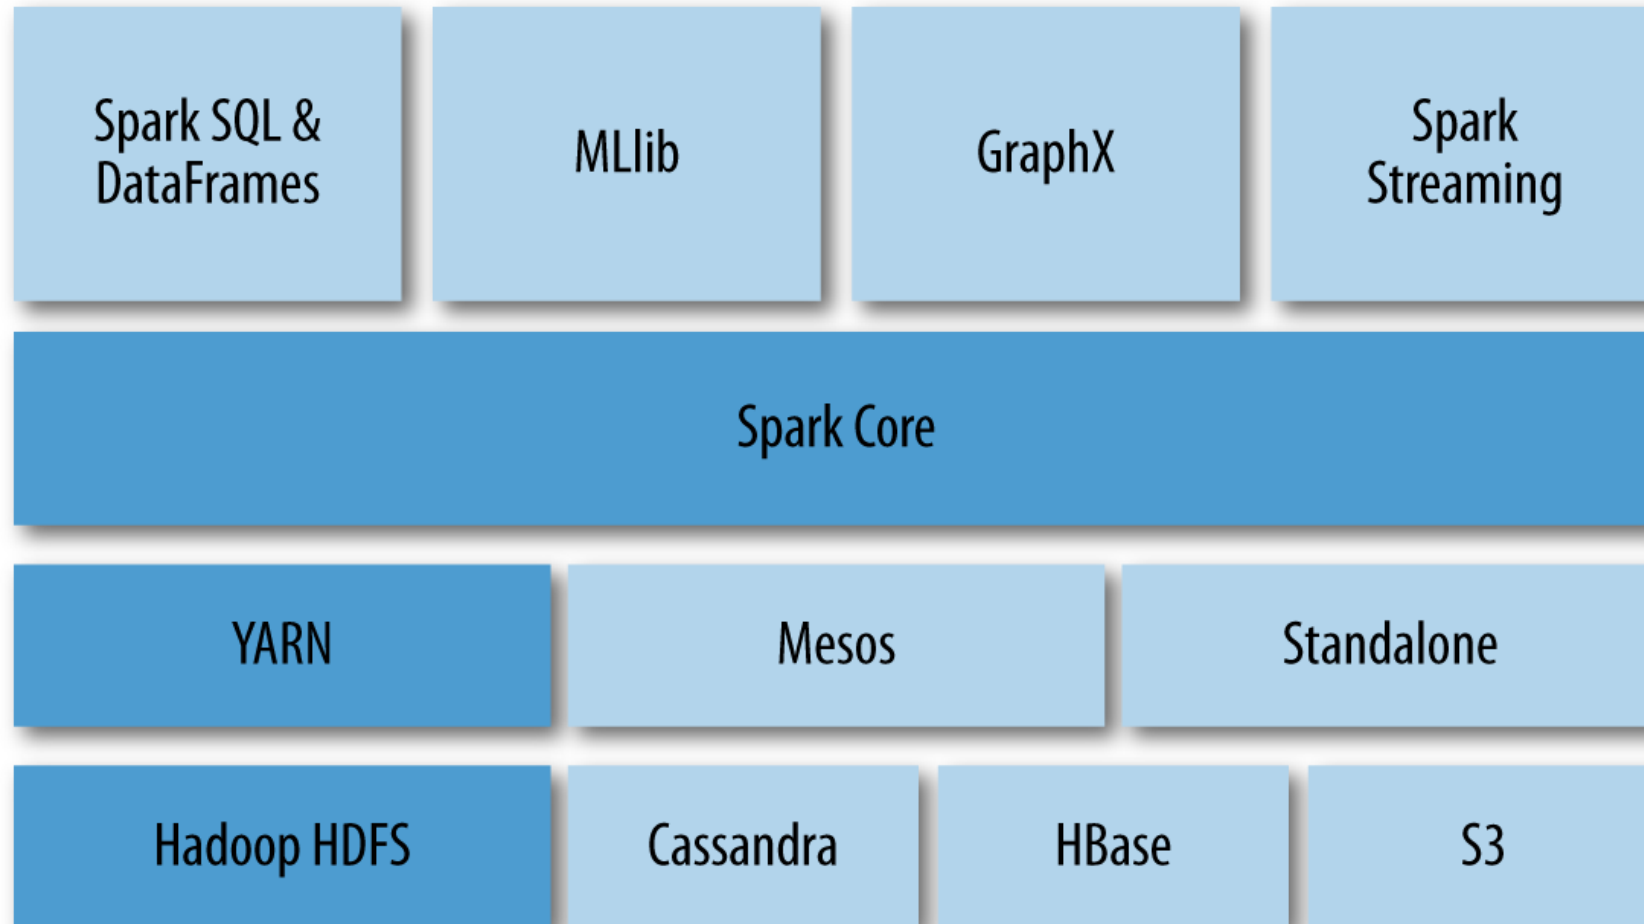 Spark SQL &
DataFrames
MLlib
GraphX
Spark
Streaming
Spark Core
YARN
Mesos
Standalone
Hadoop HDFS
Cassandra
HBase
S3